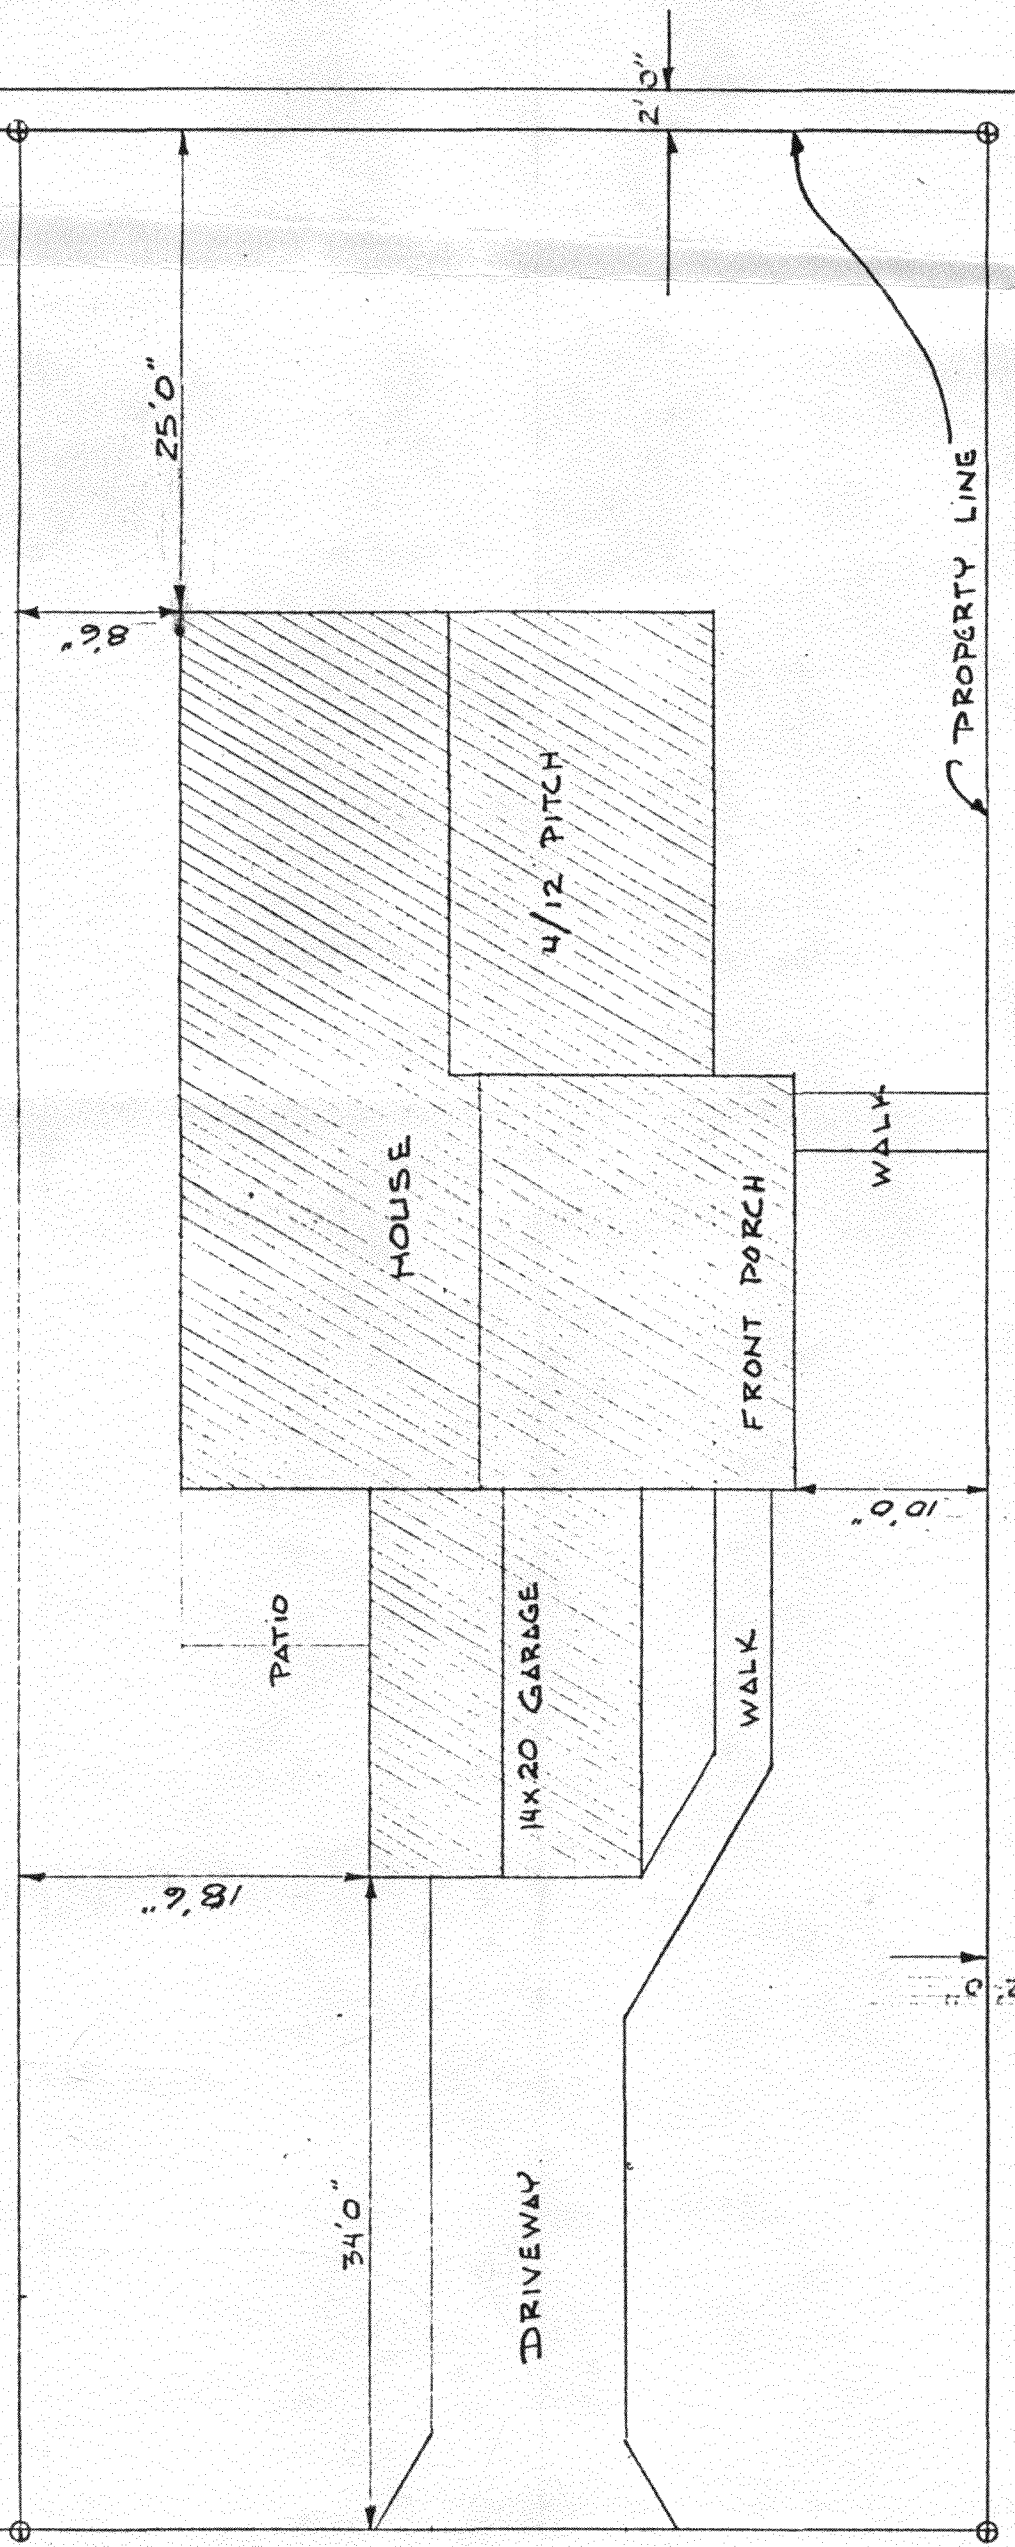 2'0"
25'0"
8'6"
PROPERTY LINE
4/12 PITCH
HOUSE
WALK
FRONT PORCH
10'0"
PATIO
14x20 GARAGE
WALK
18'6"
34'0"
DRIVEWAY